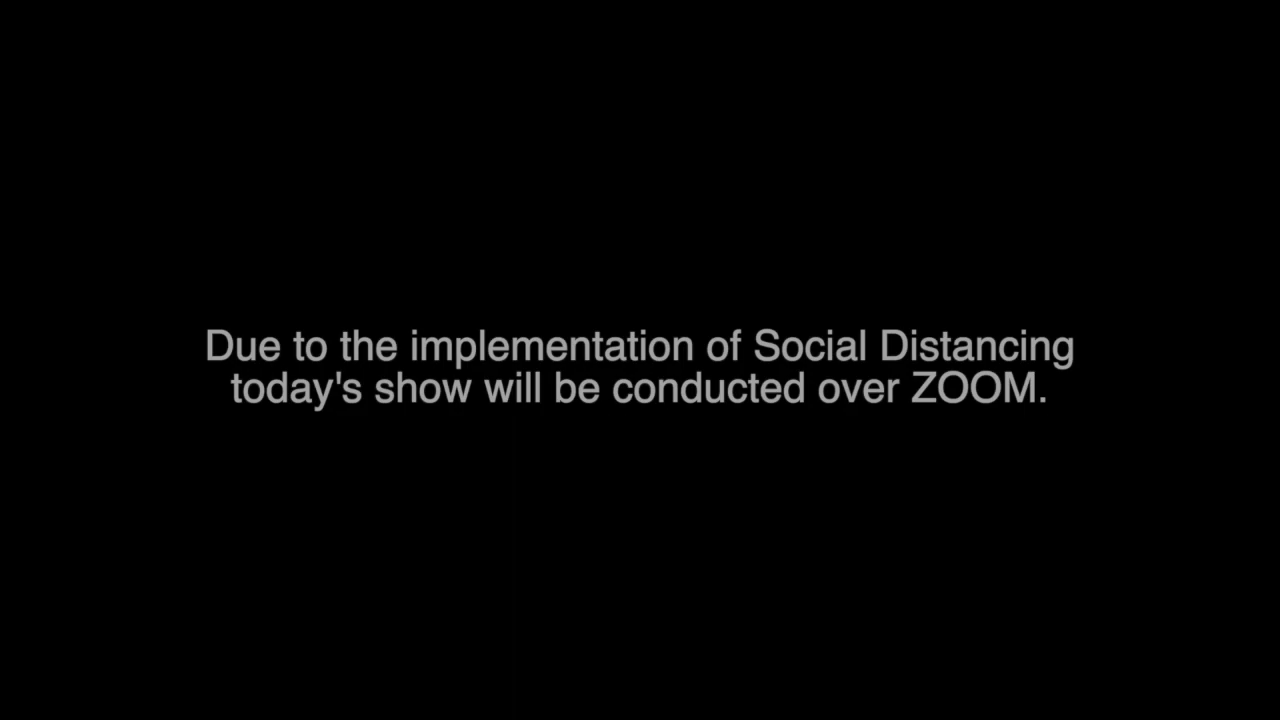 Due to the implementation of Social Distancing
today's show will be conducted over ZOOM.